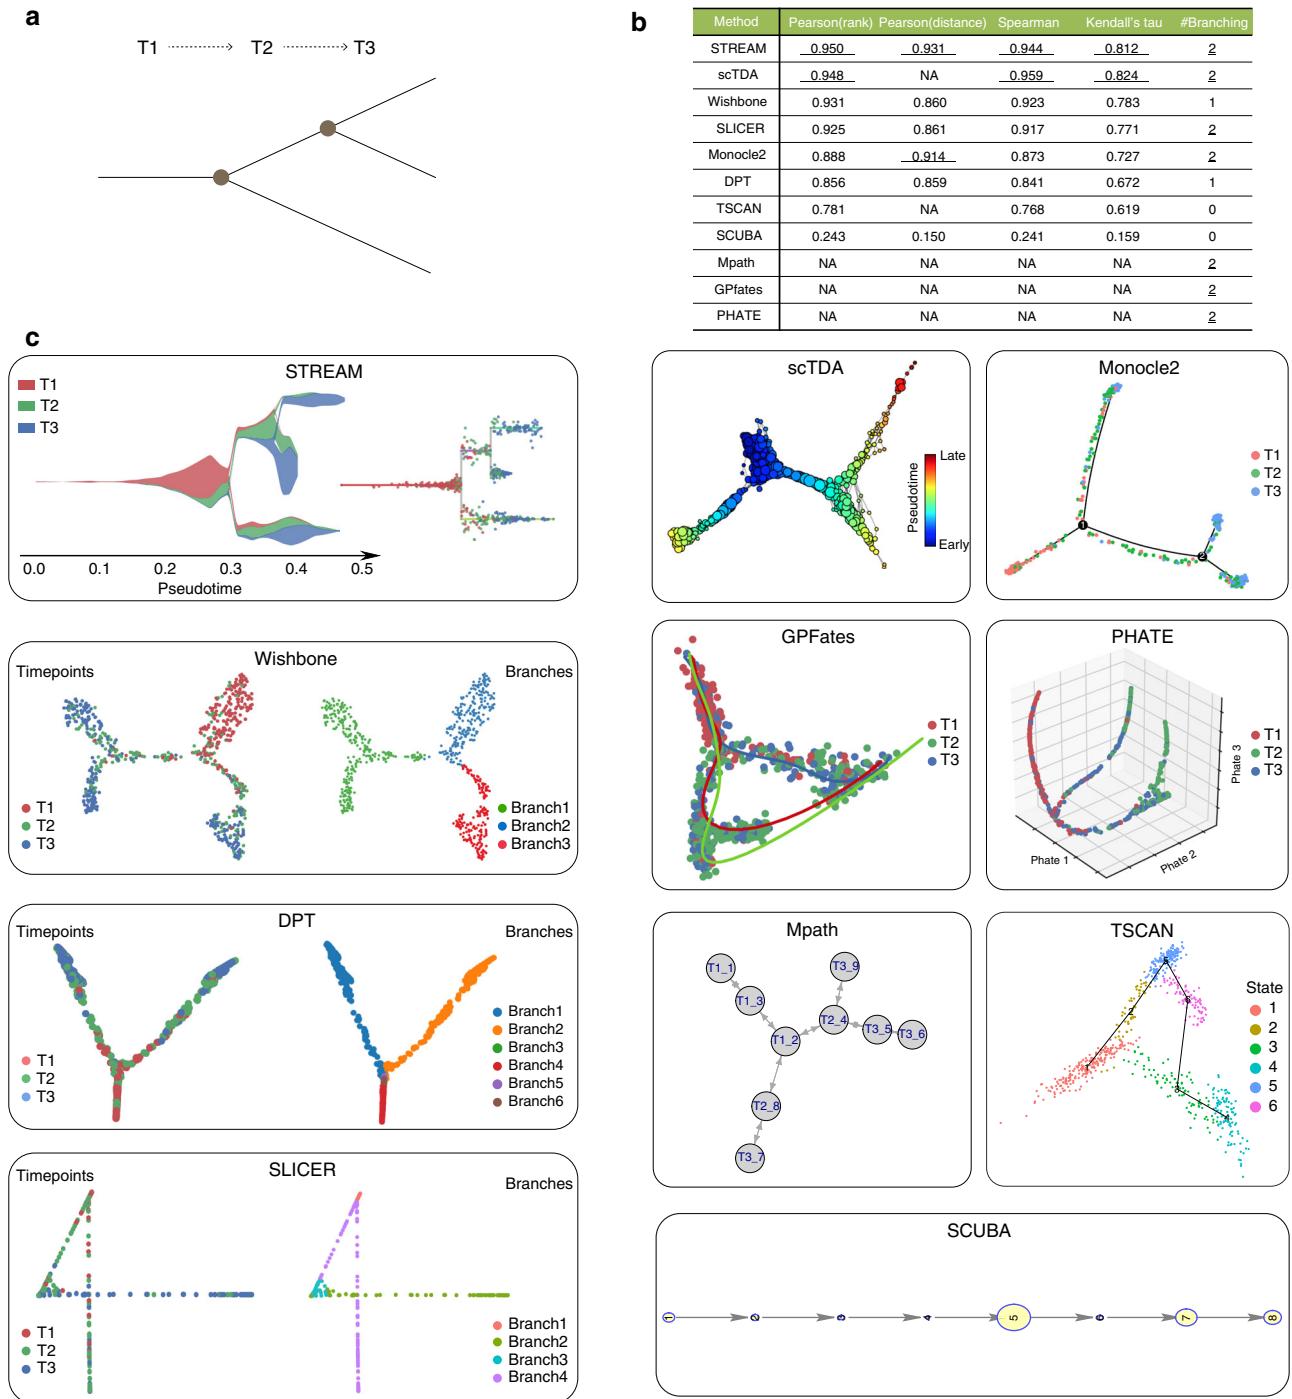 a
T1 T2 T3
b
Method Pearson(rank) Pearson(distance) Spearman Kendall's tau #Branching
STREAM 0.950 0.931 0.944 0.812 2
scTDA 0.948 NA 0.959 0.824 2
Wishbone 0.931 0.860 0.923 0.783 1
SLICER 0.925 0.861 0.917 0.771 2
Monocle2 0.888 0.914 0.873 0.727 2
DPT 0.856 0.859 0.841 0.672 1
TSCAN 0.781 NA 0.768 0.619 0
SCUBA 0.243 0.150 0.241 0.159 0
Mpath NA NA NA NA 2
GPfates NA NA NA NA 2
PHATE NA NA NA NA 2
c
STREAM
T1
T2
T3
0.0 0.1 0.2 0.3 0.4 0.5
Pseudotime
scTDA
Late
Pseudotime
Early
Monocle2
T1
T2
T3
1
2
Wishbone
Timepoints
Branches
T1
T2
T3
Branch1
Branch2
Branch3
GPFates
T1
T2
T3
PHATE
T1
T2
T3
Phate 1
Phate 2
Phate 3
DPT
Timepoints
Branches
T1
T2
T3
Branch1
Branch2
Branch3
Branch4
Branch5
Branch6
Mpath
T1_1
T3_9
T1_3
T2_4
T3_5
T3_6
T1_2
T2_8
T3_7
TSCAN
State
1
2
3
4
5
6
5
6
2
1
3
4
SLICER
Timepoints
Branches
T1
T2
T3
Branch1
Branch2
Branch3
Branch4
SCUBA
1 2 3 4 5 6 7 8